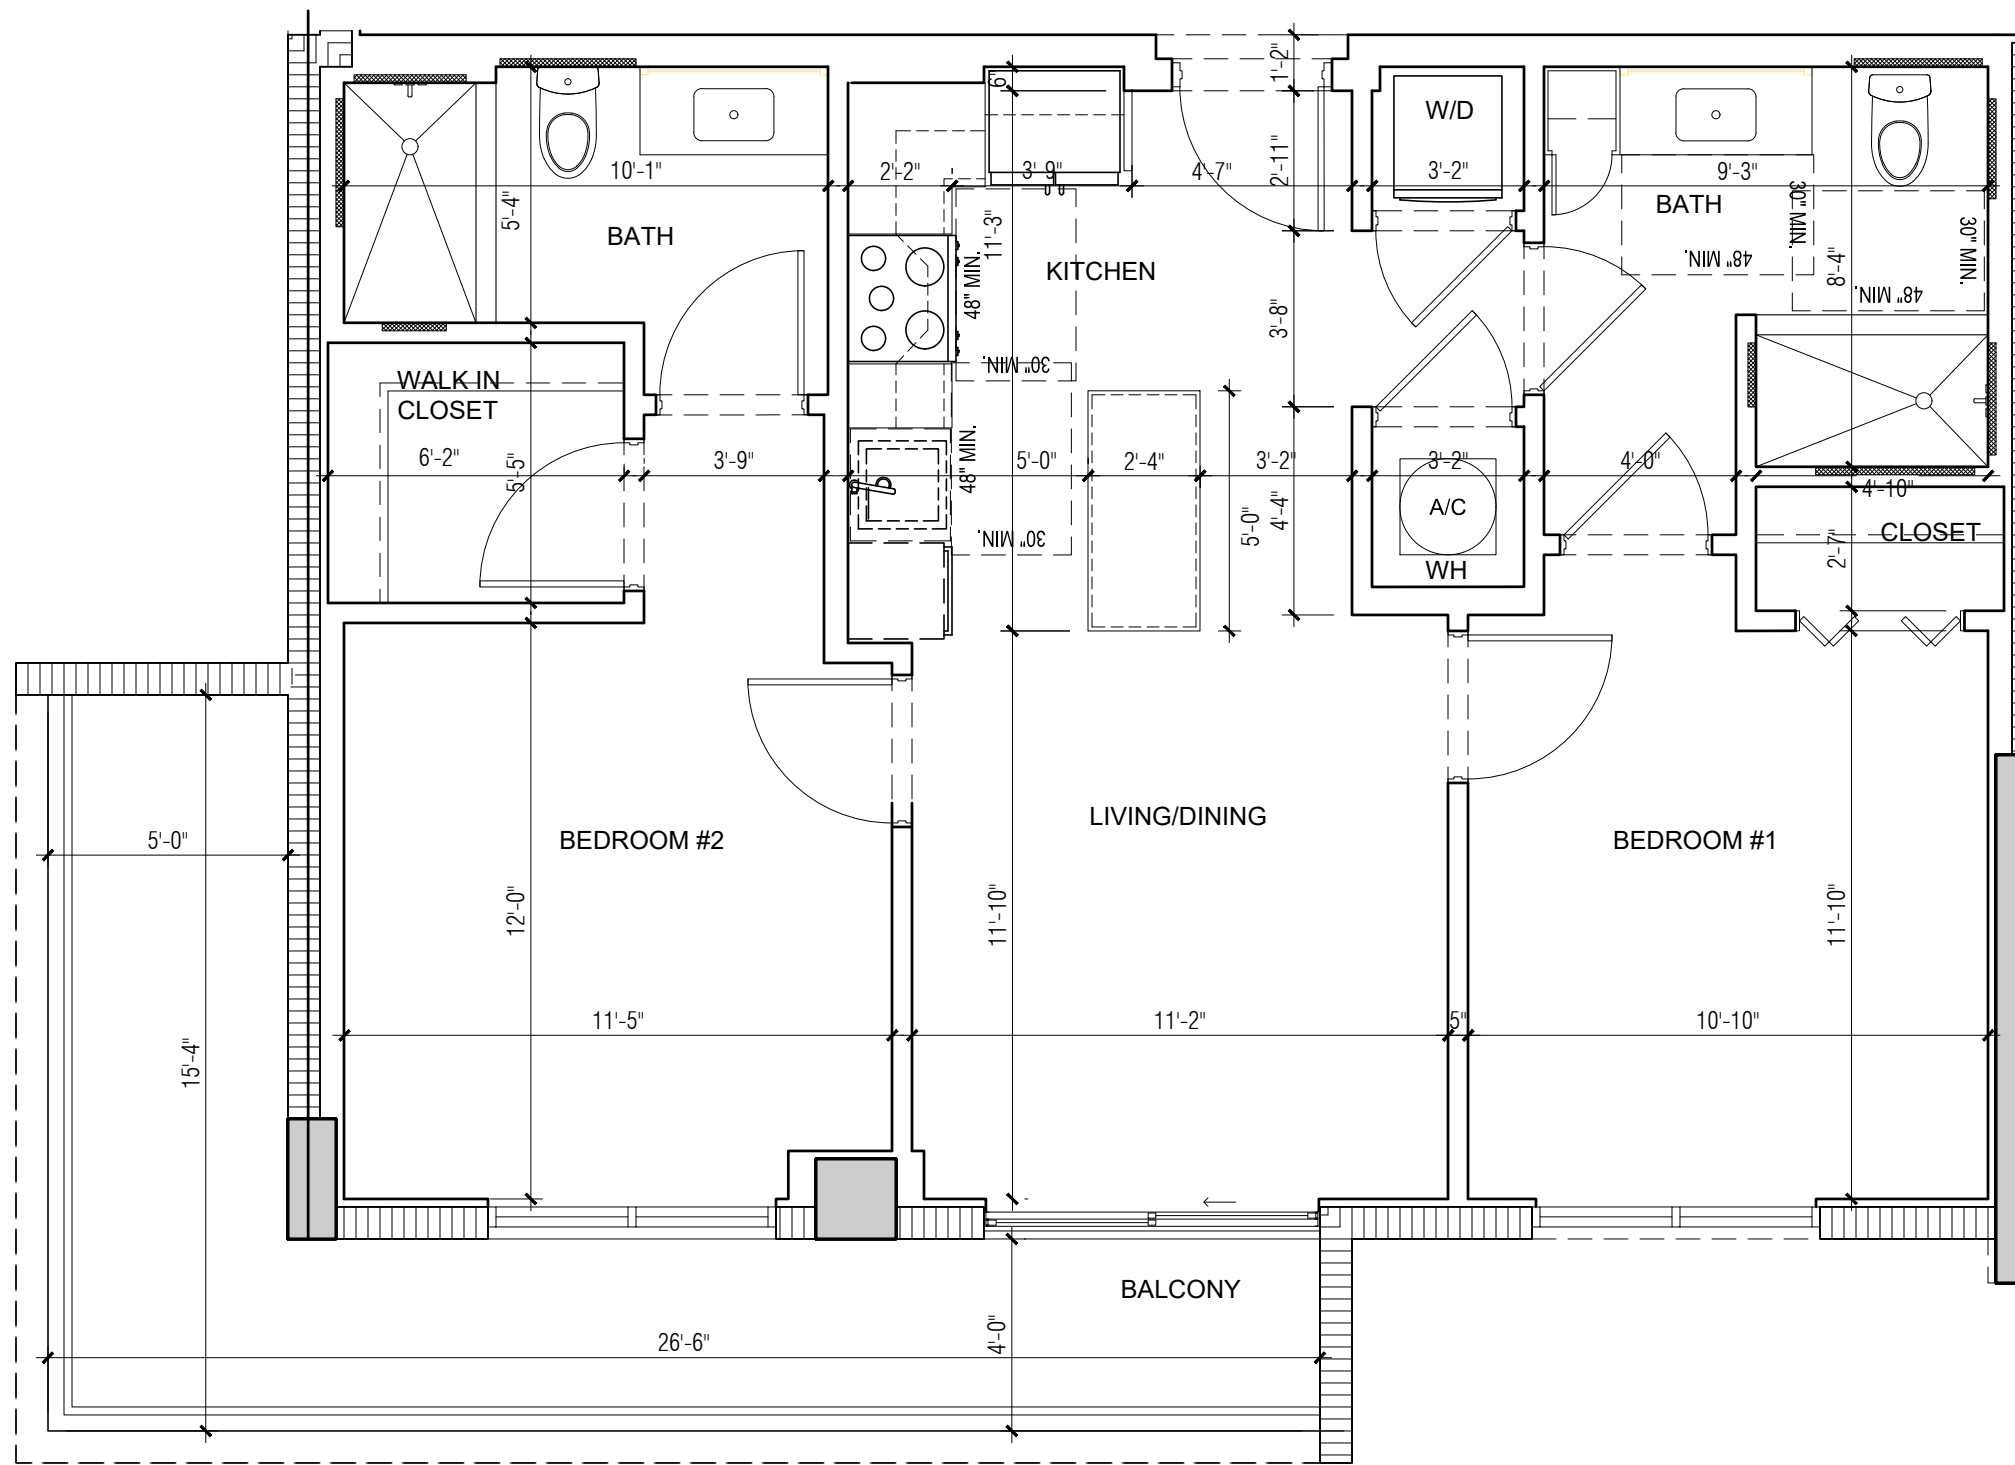 1'-2"
6"
W/D
2'-11"
10'-1"
2'-2"
3'-9"
4'-7"
3'-2"
9'-3"
5'-4"
BATH
11'-3"
KITCHEN
BATH
30" MIN.
30" MIN.
48" MIN.
8'-4"
48" MIN.
48" MIN.
3'-8"
30" MIN.
WALK IN
CLOSET
6'-2"
5'-5"
3'-9"
48" MIN.
5'-0"
2'-4"
3'-2"
3'-2"
4'-0"
4'-10"
A/C
4'-4"
5'-0"
30" MIN.
WH
CLOSET
2'-7"
LIVING/DINING
5'-0"
BEDROOM #2
BEDROOM #1
12'-0"
11'-10"
11'-10"
11'-5"
11'-2"
5"
10'-10"
15'-4"
BALCONY
26'-6"
4'-0"